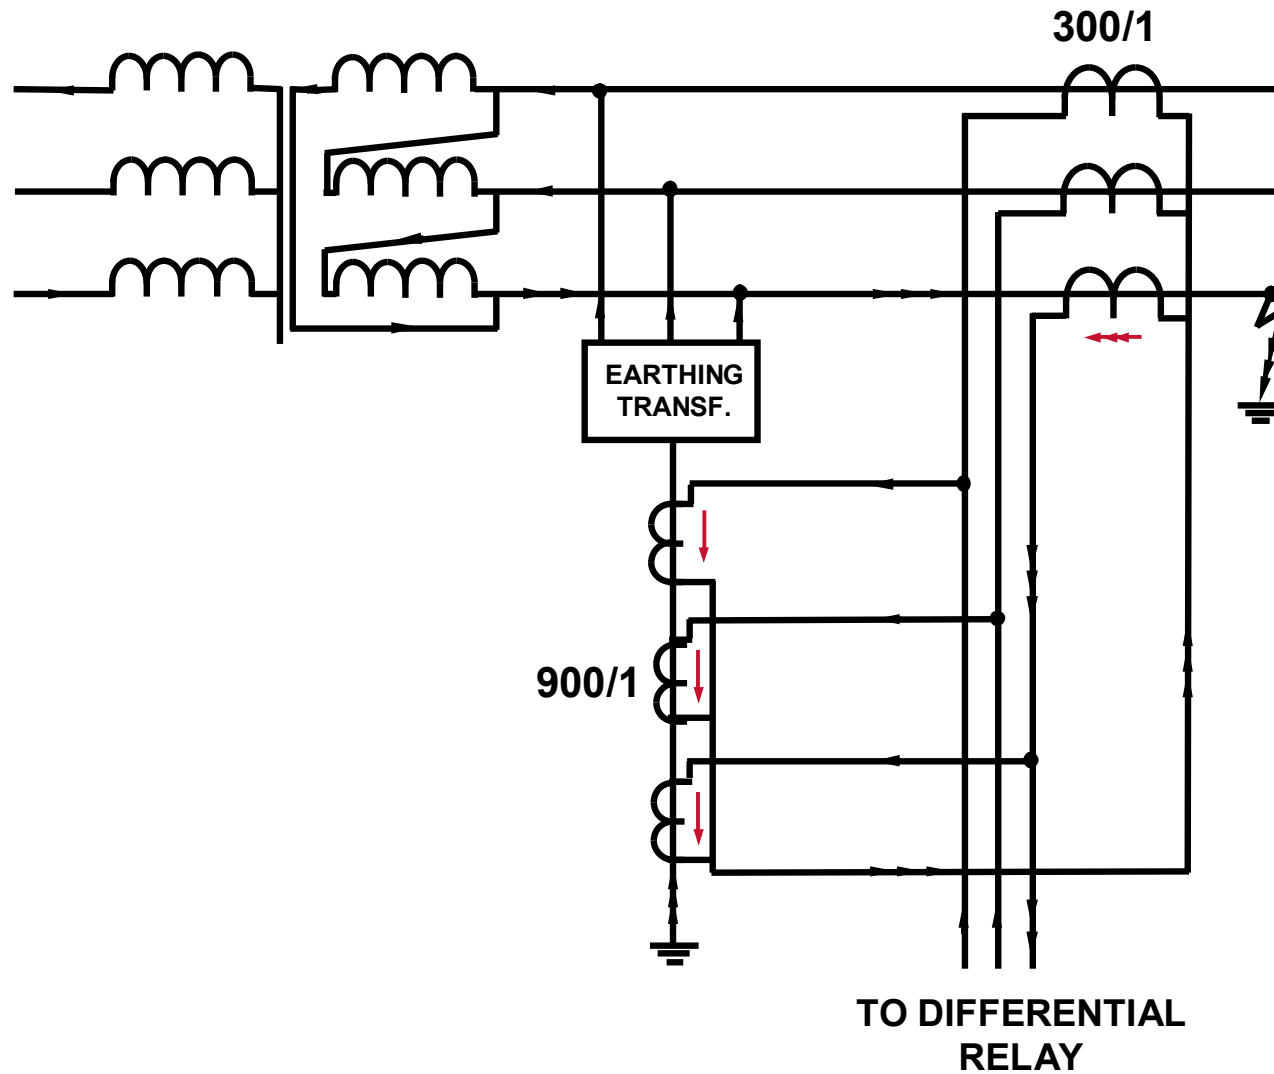 300/1
EARTHING
TRANSF.
900/1
TO DIFFERENTIAL
RELAY